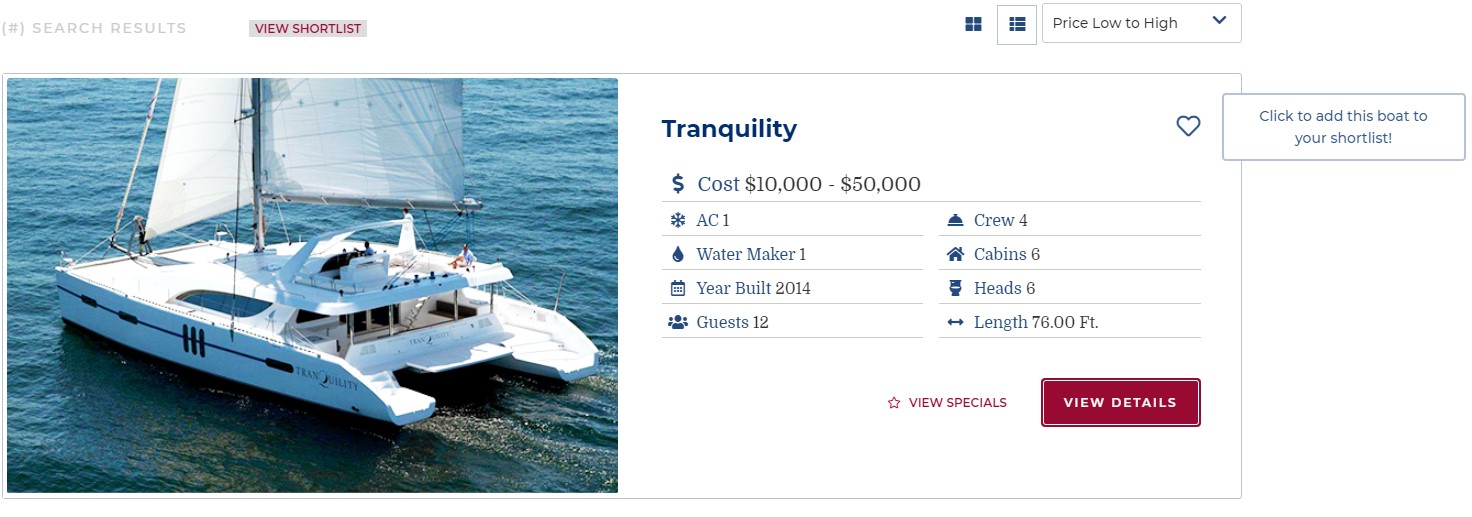 (#) SEARCH RESULTS
VIEW SHORTLIST
Price Low to High
Tranquility
Click to add this boat to
your shortlist!
Cost $10,000 - $50,000
AC 1
Crew 4
Water Maker 1
Cabins 6
Year Built 2014
Heads 6
Guests 12
Length 76.00 Ft.
TRANQUILITY
TRANQUILITY
VIEW SPECIALS
VIEW DETAILS